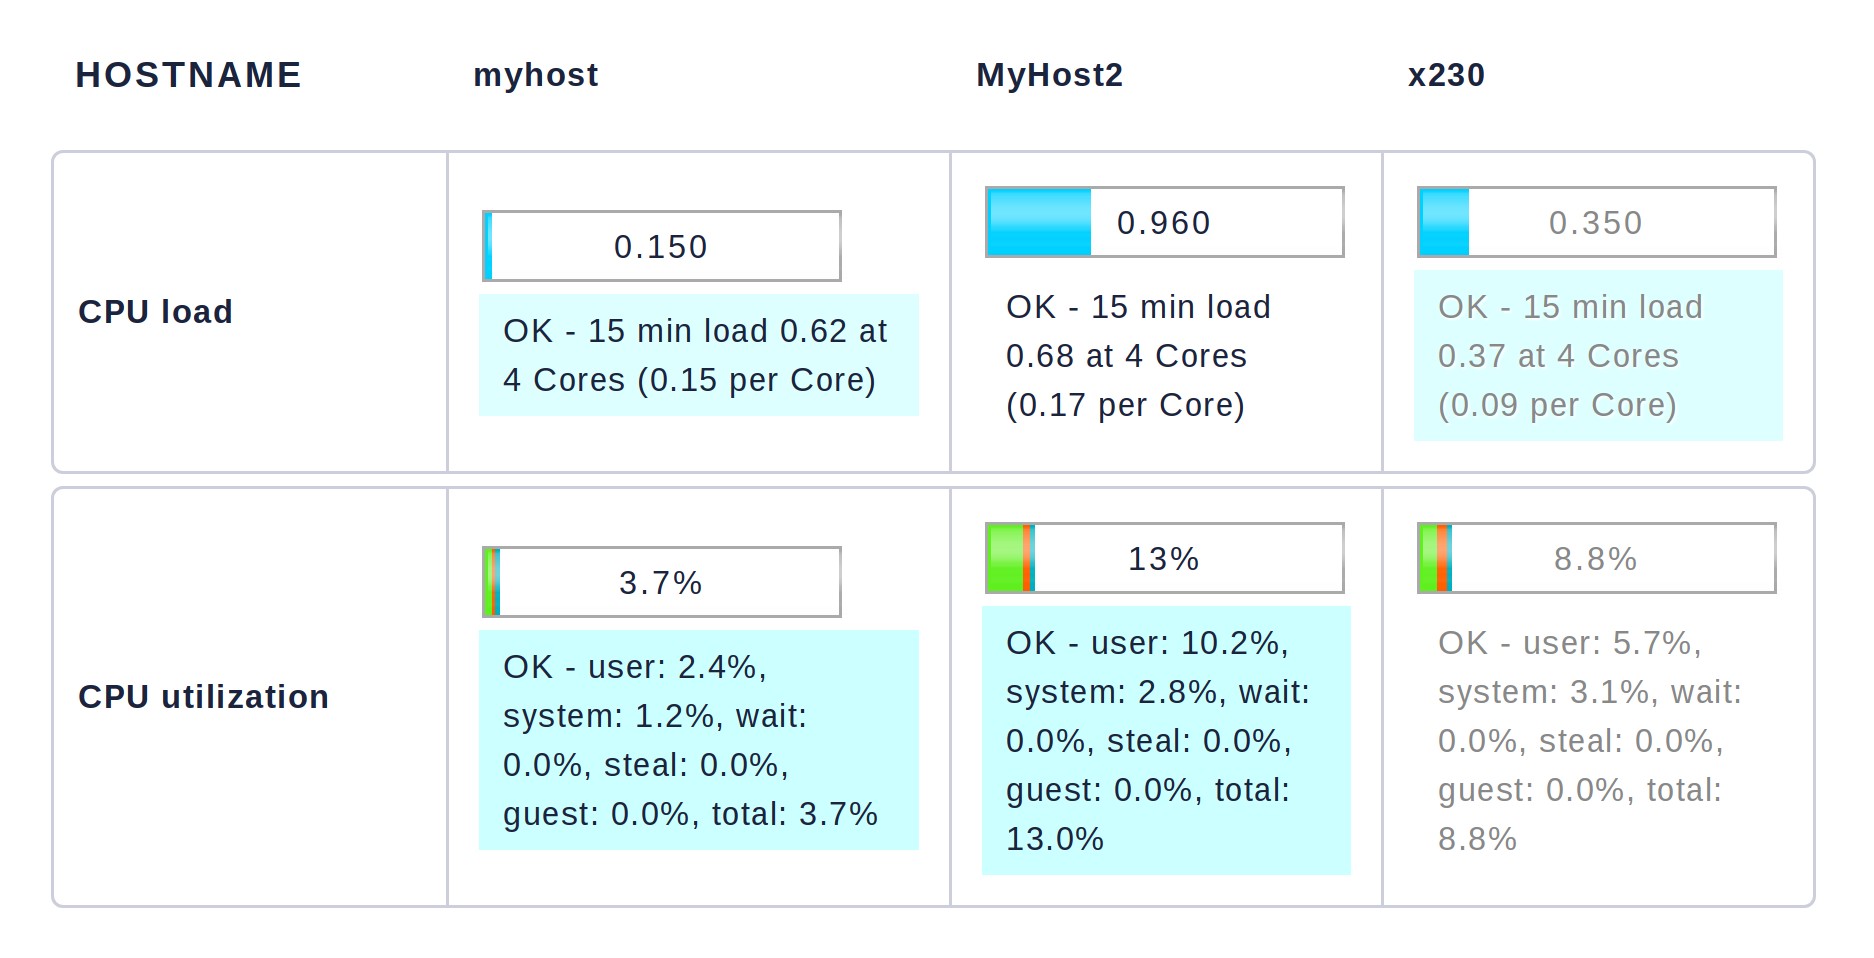 HOSTNAME myhost MyHost2 x230
CPU load
0.150
OK - 15 min load 0.62 at
4 Cores (0.15 per Core)
0.960
OK - 15 min load
0.68 at 4 Cores
(0.17 per Core)
0.350
OK - 15 min load
0.37 at 4 Cores
(0.09 per Core)
CPU utilization
3.7%
OK - user: 2.4%,
system: 1.2%, wait:
0.0%, steal: 0.0%,
guest: 0.0%, total: 3.7%
13%
OK - user: 10.2%,
system: 2.8%, wait:
0.0%, steal: 0.0%,
guest: 0.0%, total:
13.0%
8.8%
OK - user: 5.7%,
system: 3.1%, wait:
0.0%, steal: 0.0%,
guest: 0.0%, total:
8.8%